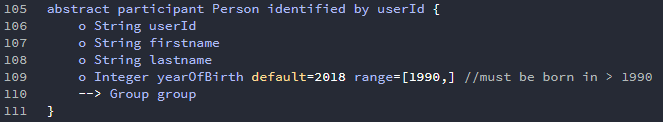 105 abstract participant Person identified by userId {
106 o String userId
107 o String firstname
108 o String lastname
109 o Integer yearOfBirth default=2018 range=[1990,] //must be born in > 1990
110 --> Group group
111 }